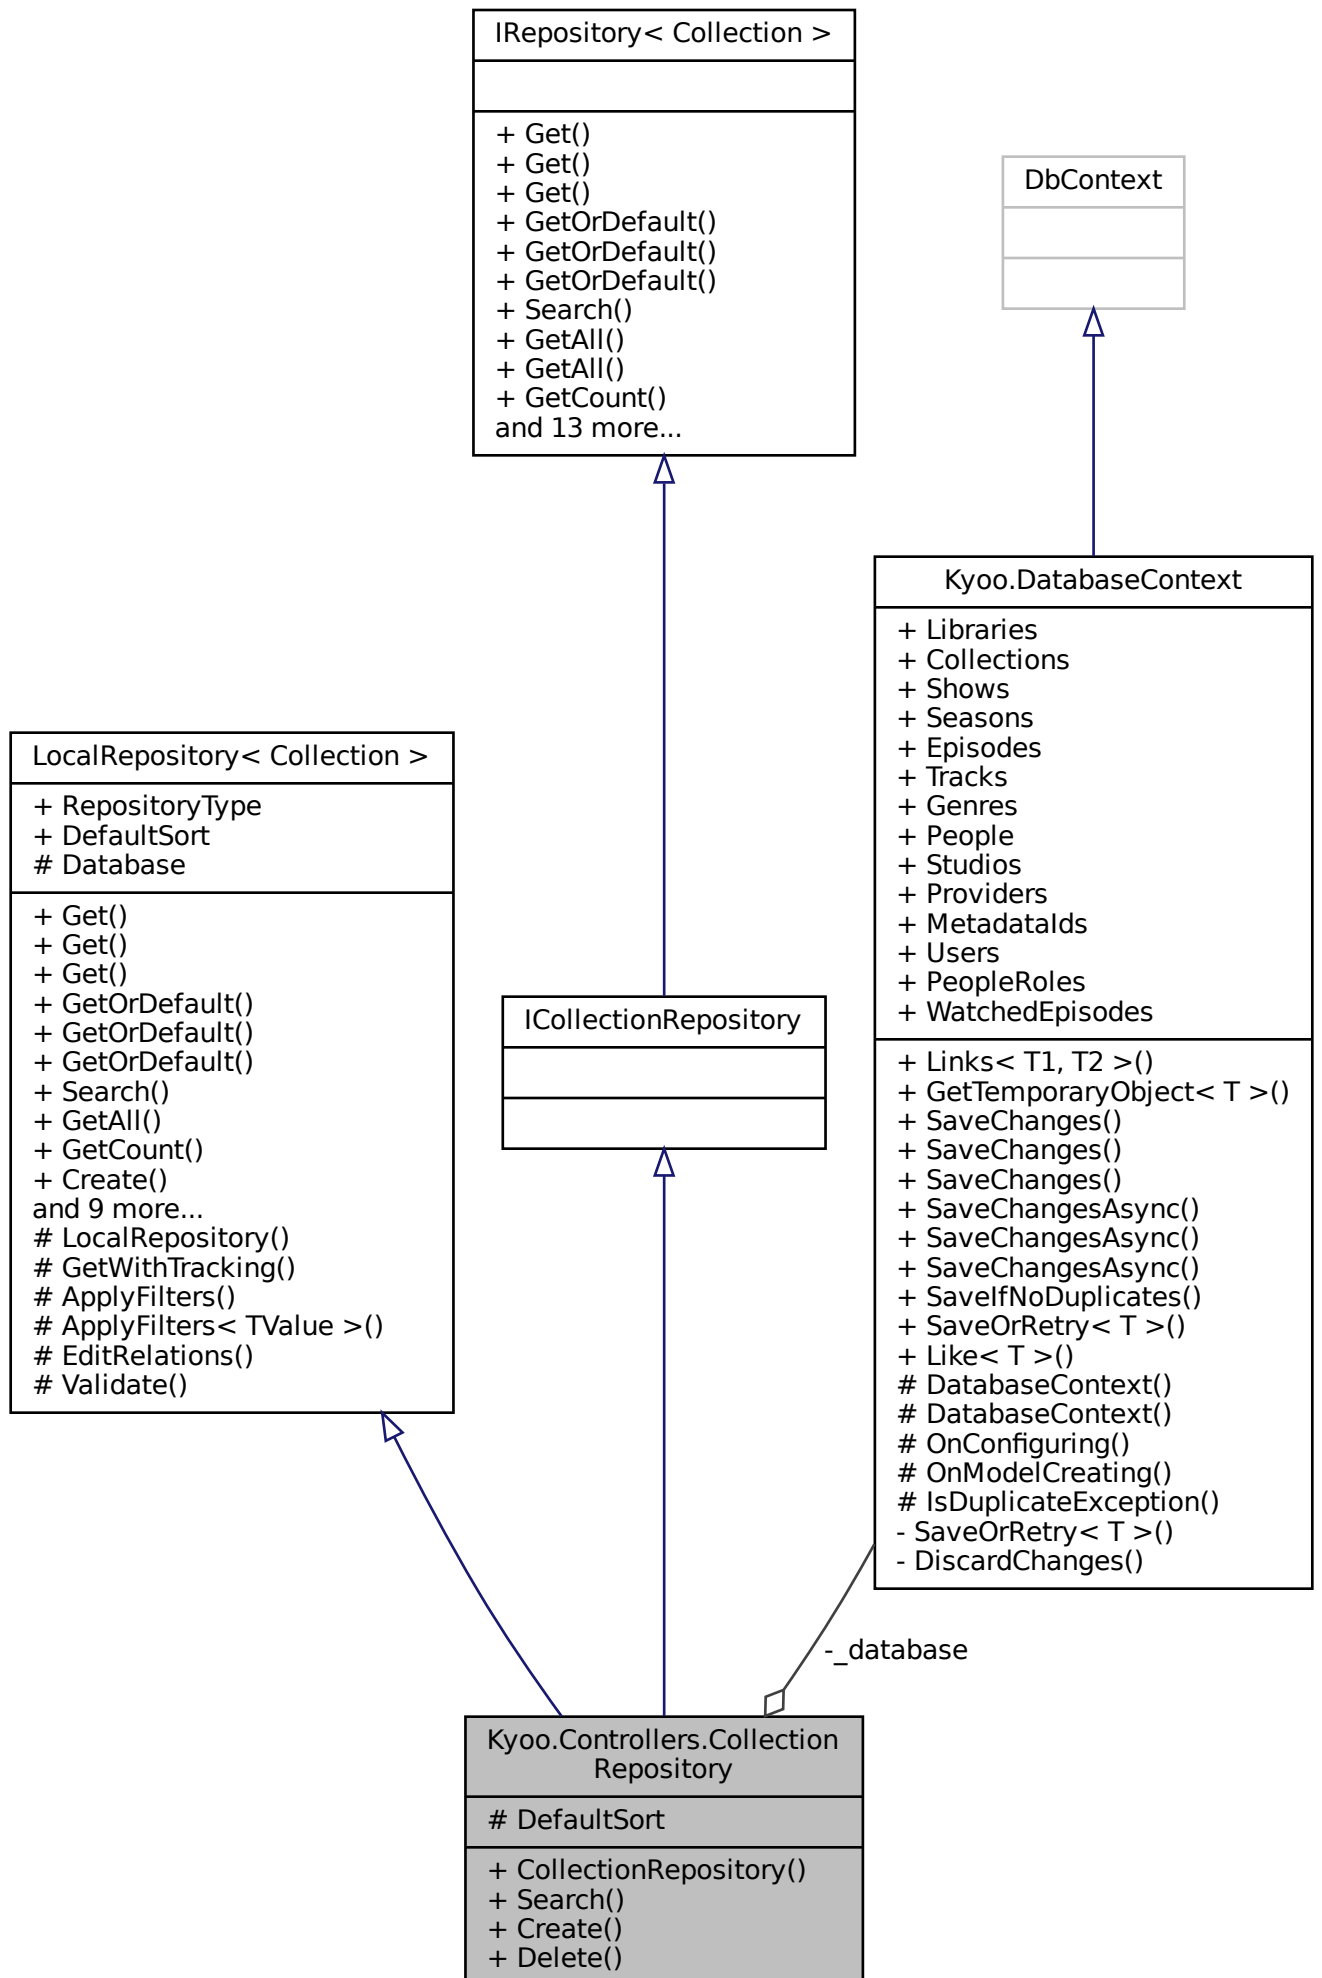 IRepository< Collection >
+ Get()
+ Get()
+ Get()
+ GetOrDefault()
+ GetOrDefault()
+ GetOrDefault()
+ Search()
+ GetAll()
+ GetAll()
+ GetCount()
and 13 more...
DbContext
Kyoo.DatabaseContext
+ Libraries
+ Collections
+ Shows
+ Seasons
+ Episodes
+ Tracks
+ Genres
+ People
+ Studios
+ Providers
+ MetadataIds
+ Users
+ PeopleRoles
+ WatchedEpisodes
+ Links< T1, T2 >()
+ GetTemporaryObject< T >()
+ SaveChanges()
+ SaveChanges()
+ SaveChanges()
+ SaveChangesAsync()
+ SaveChangesAsync()
+ SaveChangesAsync()
+ SaveIfNoDuplicates()
+ SaveOrRetry< T >()
+ Like< T >()
# DatabaseContext()
# DatabaseContext()
# OnConfiguring()
# OnModelCreating()
# IsDuplicateException()
- SaveOrRetry< T >()
- DiscardChanges()
LocalRepository< Collection >
+ RepositoryType
+ DefaultSort
# Database
+ Get()
+ Get()
+ Get()
+ GetOrDefault()
+ GetOrDefault()
+ GetOrDefault()
+ Search()
+ GetAll()
+ GetCount()
+ Create()
and 9 more...
# LocalRepository()
# GetWithTracking()
# ApplyFilters()
# ApplyFilters< TValue >()
# EditRelations()
# Validate()
ICollectionRepository
-_database
Kyoo.Controllers.Collection
Repository
# DefaultSort
+ CollectionRepository()
+ Search()
+ Create()
+ Delete()